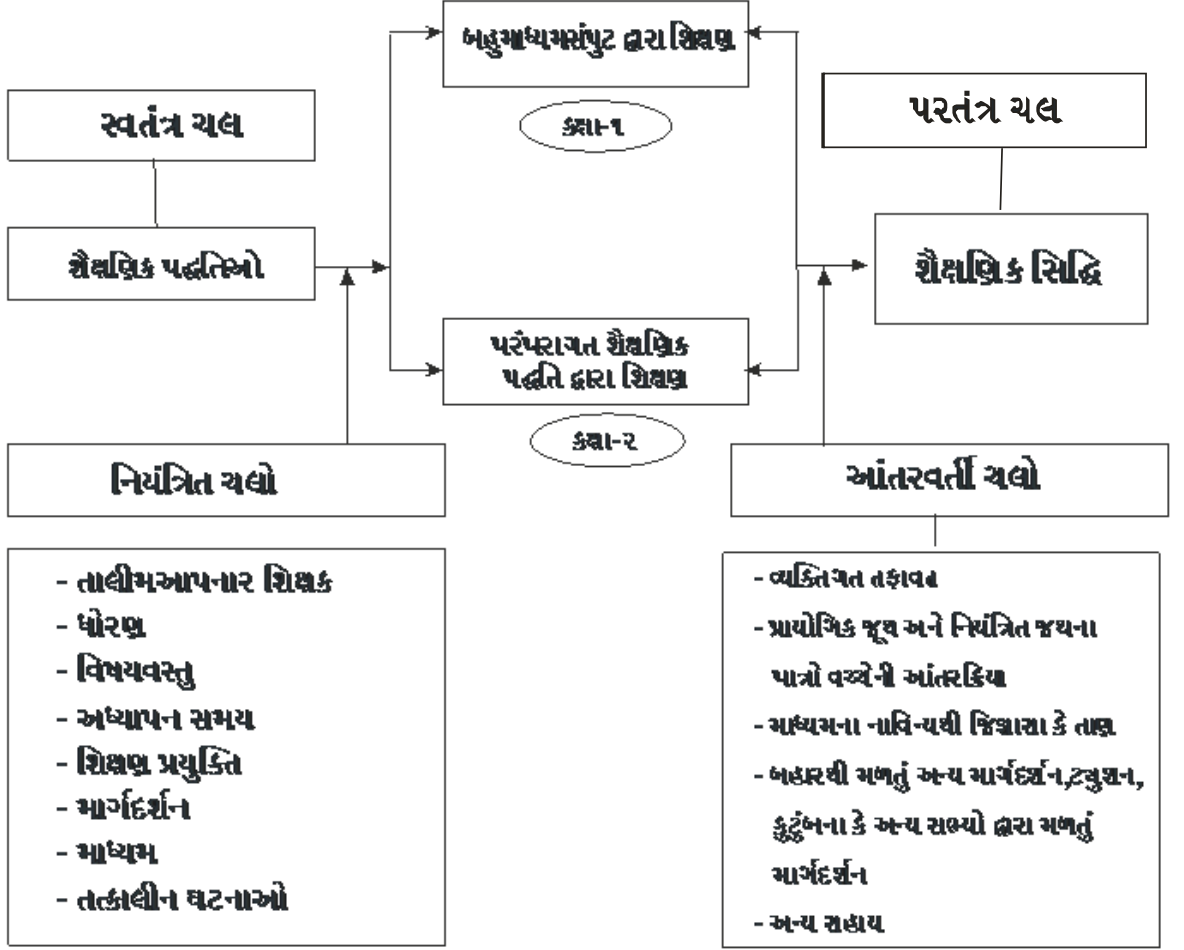 બહુમાધ્યમસંપુટ દ્વારા શિક્ષણ
કક્ષા-૧
સ્વતંત્ર ચલ
પરતંત્ર ચલ
શૈક્ષણિક પદ્ધતિઓ
શૈક્ષણિક સિદ્ધિ
પરંપરાગત શૈક્ષણિક
પદ્ધતિ દ્વારા શિક્ષણ
કક્ષા-૨
નિયંત્રિત ચલો
- તાલીમઆપનાર શિક્ષક
- ધોરણ
- વિષયવસ્તુ
- અધ્યાપન સમય
- શિક્ષણ પ્રયુક્તિ
- માર્ગદર્શન
- માધ્યમ
- તત્કાલીન ઘટનાઓ
આંતરવર્તી ચલો
- વ્યક્તિગત તફાવત
- પ્રાયોગિક જૂથ અને નિયંત્રિત જથના
પાત્રો વચ્ચેની આંતરક્રિયા
- માધ્યમના નાવિન્યથી જિજ્ઞાસા કે તાણ
- બહારથી મળતું અન્ય માર્ગદર્શન,ટ્યુશન,
કુટુંબના કે અન્ય સભ્યો દ્વારા મળતું
માર્ગદર્શન
- અન્ય સહાય